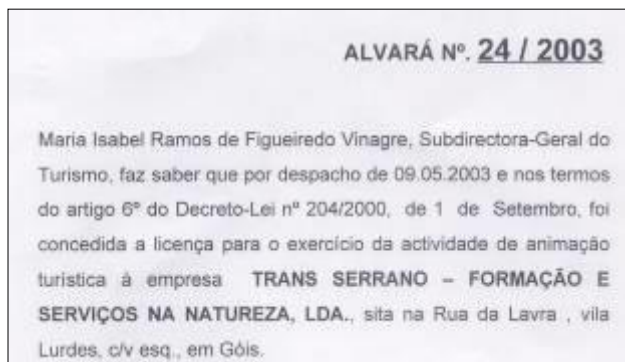 ALVARÁ Nº. 24 / 2003
Maria Isabel Ramos de Figueiredo Vinagre, Subdirectora-Geral do
Turismo, faz saber que por despacho de 09.05.2003 e nos termos
do artigo 6º do Decreto-Lei nº 204/2000, de 1 de Setembro, foi
concedida a licença para o exercício da actividade de animação
turística à empresa TRANS SERRANO – FORMAÇÃO E
SERVIÇOS NA NATUREZA, LDA., sita na Rua da Lavra , vila
Lurdes, c/v esq., em Góis.